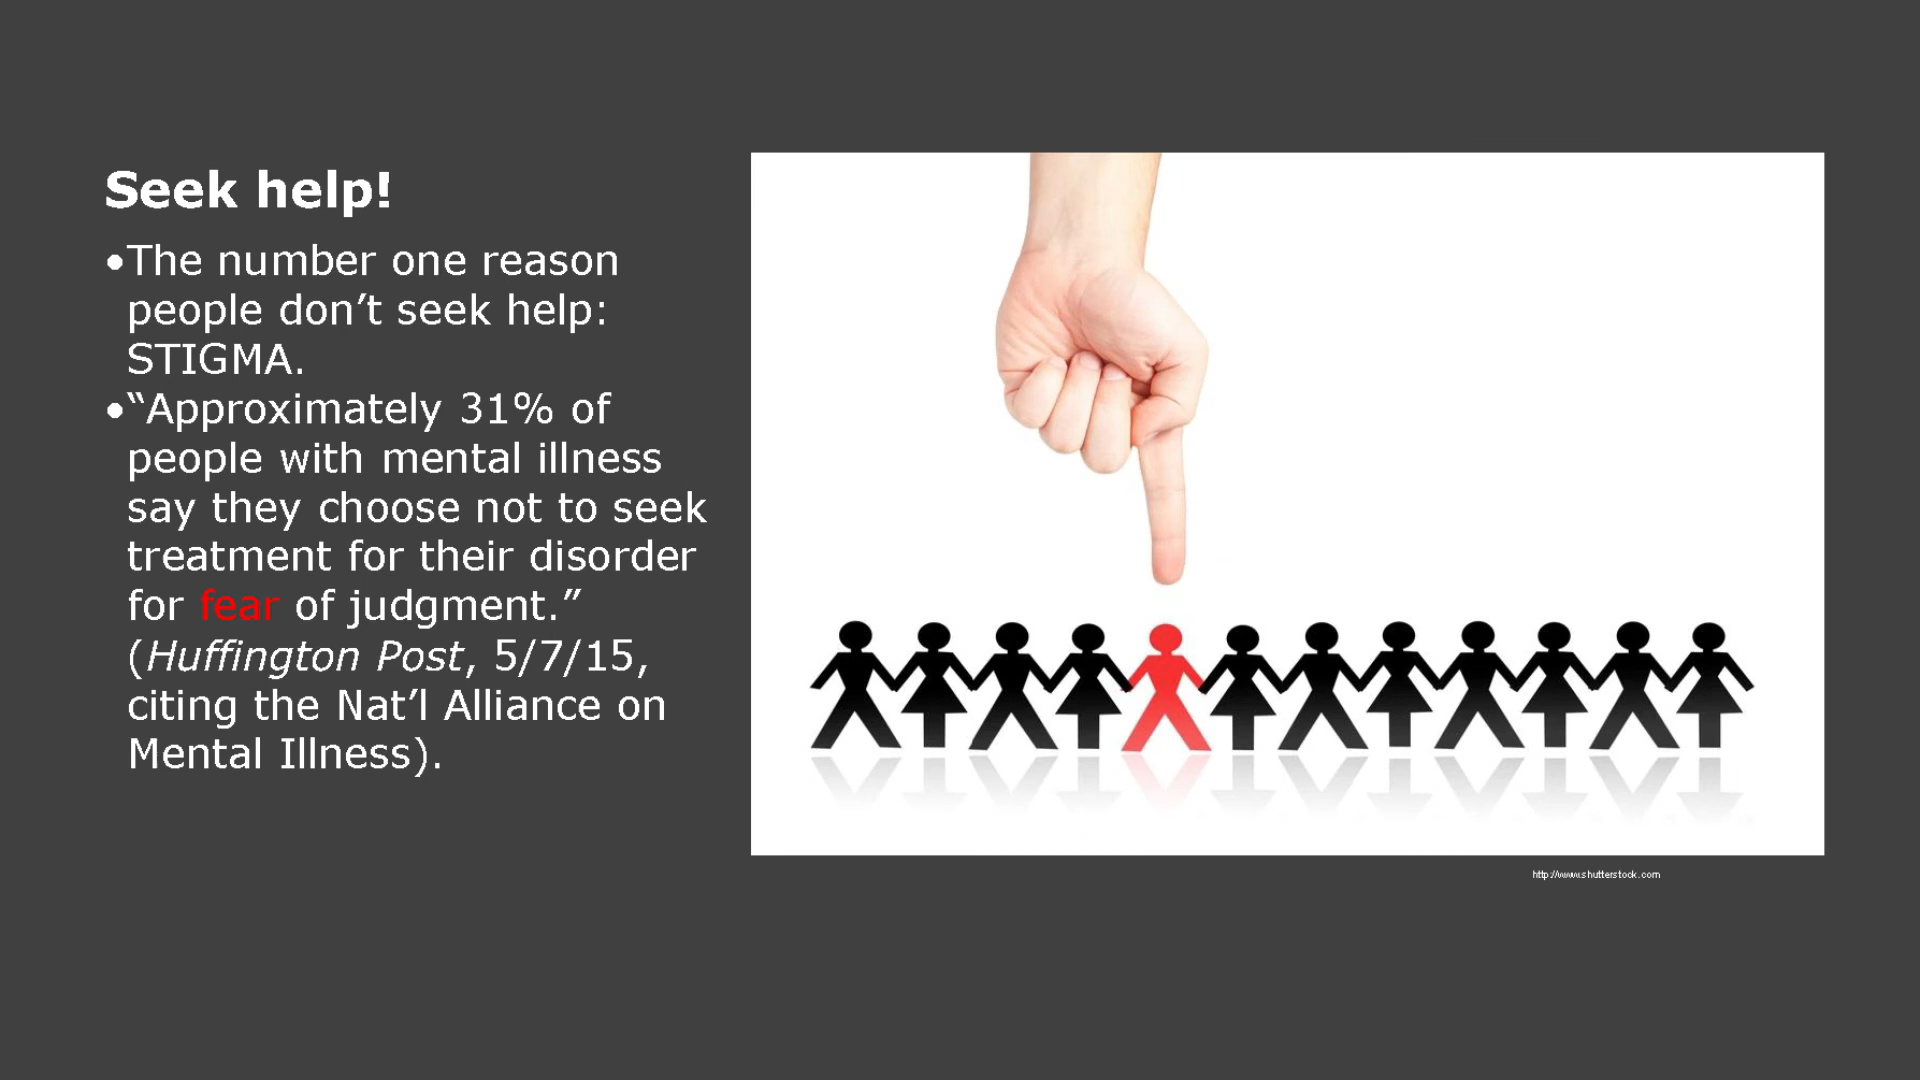 Seek help!
•The number one reason
people don’t seek help:
STIGMA.
•“Approximately 31% of
people with mental illness
say they choose not to seek
treatment for their disorder
for fear of judgment.”
(Huffington Post, 5/7/15,
citing the Nat’l Alliance on
Mental Illness).
http://www.shutterstock.com